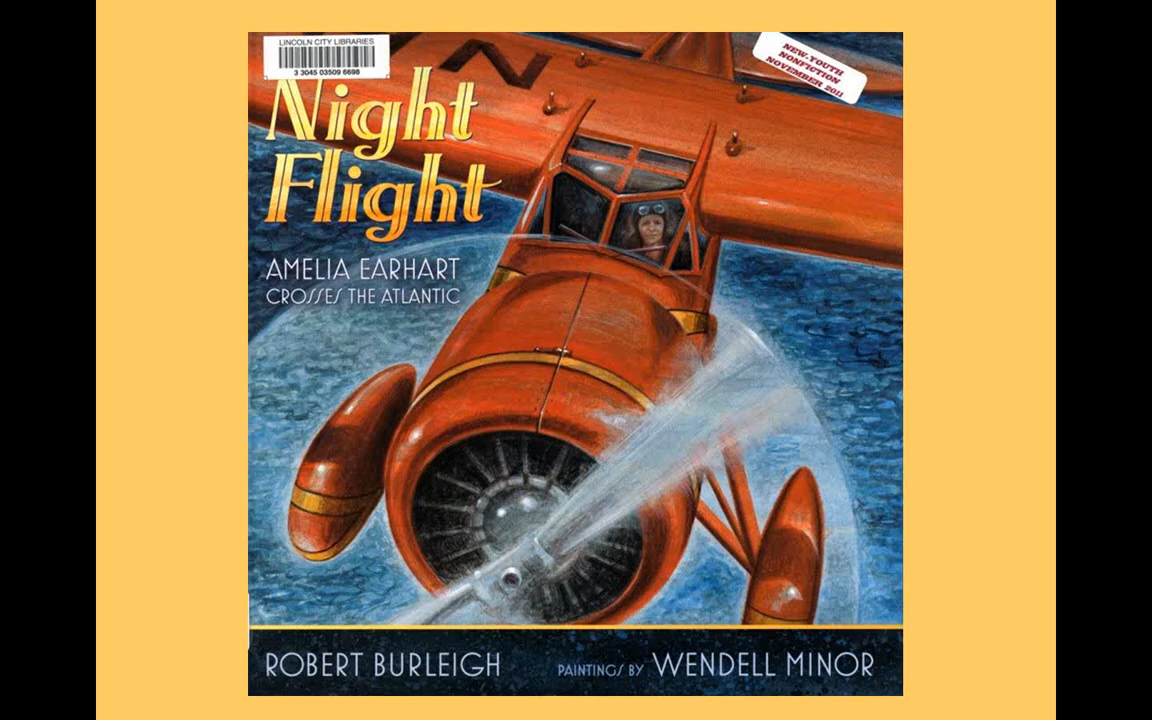 LINCOLN CITY LIBRARIES
3 3045 03509 6698
NEW-YOUTH
NONFICTION
NOVEMBER 2011
N
Night
Flight
AMELIA EARHART
CROSSES THE ATLANTIC
ROBERT BURLEIGH
PAINTINGS BY WENDELL MINOR